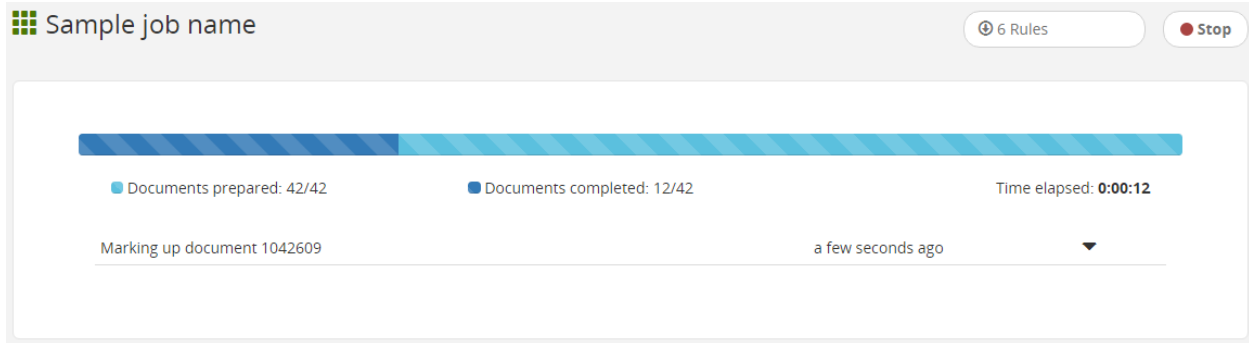 Sample job name
6 Rules
Stop
Documents prepared: 42/42
Documents completed: 12/42
Time elapsed: 0:00:12
Marking up document 1042609
a few seconds ago